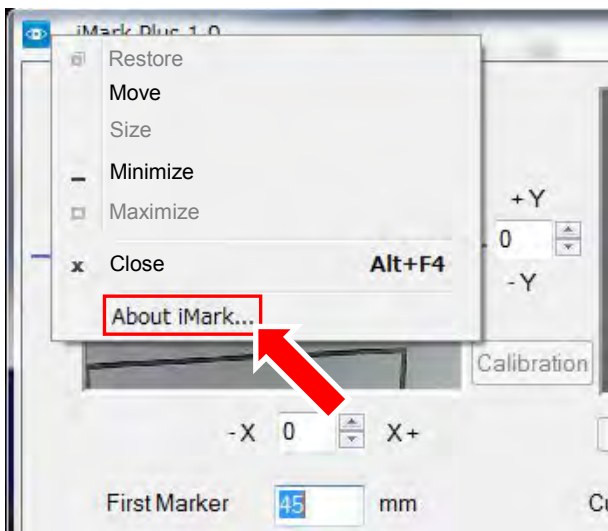 iMark Plus 1.0
Restore
Move
Size
Minimize
Maximize
Close Alt+F4
About iMark...
+Y
0
-Y
Calibration
-X 0 X+
First Marker 45 mm